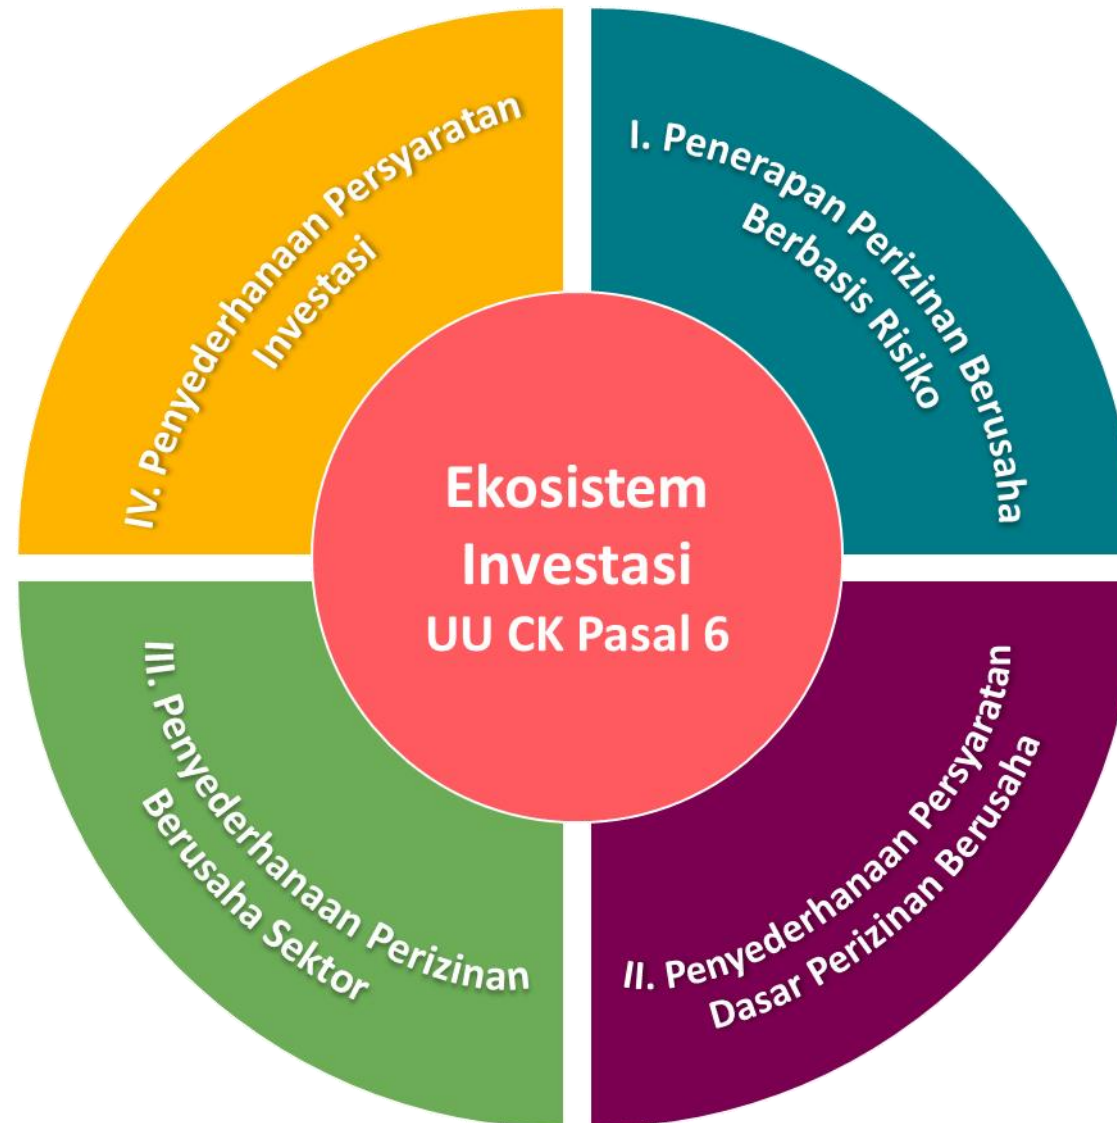 Ekosistem
Investasi
UU CK Pasal 6
I. Penerapan Perizinan Berusaha
Berbasis Risiko
II. Penyederhanaan Persyaratan
Dasar Perizinan Berusaha
III. Penyederhanaan Perizinan
Berusaha Sektor
IV. Penyederhanaan Persyaratan
Investasi